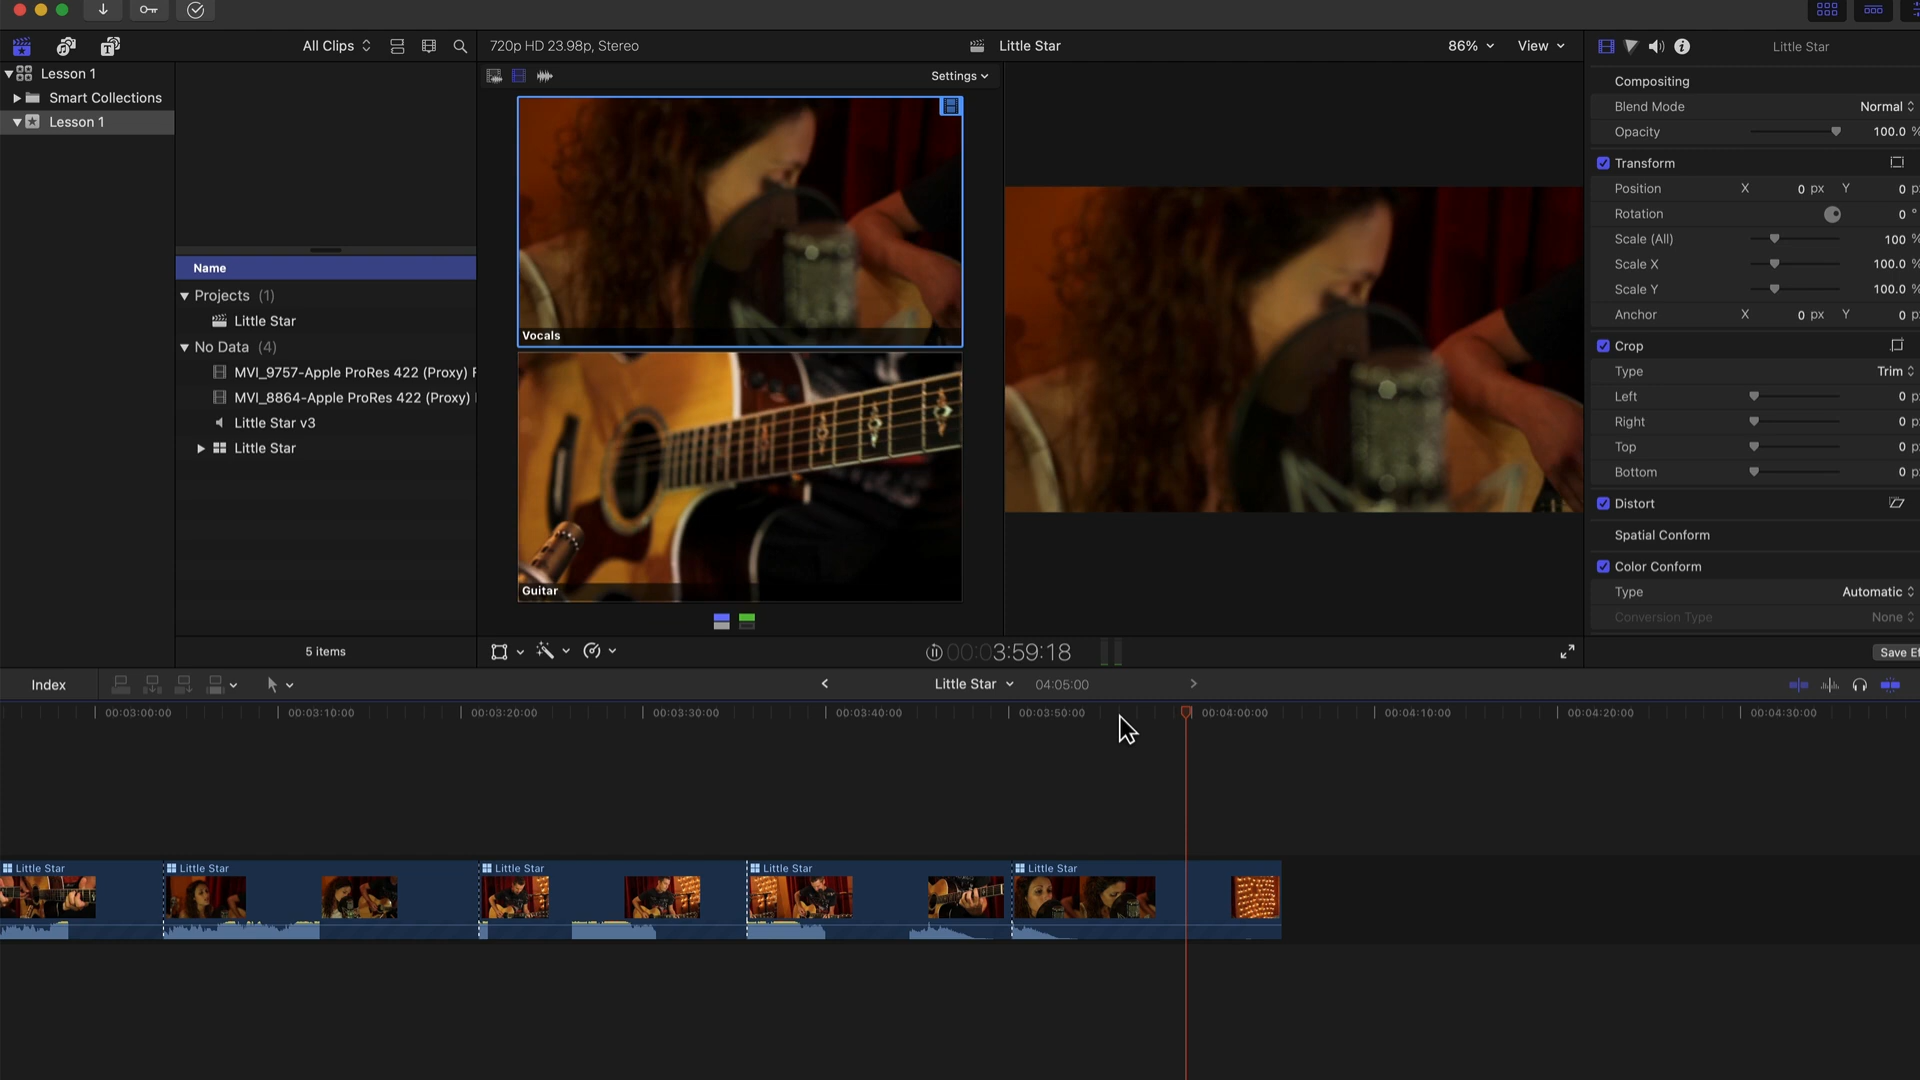 All Clips
720p HD 23.98p, Stereo
Little Star
86%
View
Little Star
Lesson 1
Smart Collections
Lesson 1
Name
Projects (1)
Little Star
No Data (4)
MVI_9757-Apple ProRes 422 (Proxy)
MVI_8864-Apple ProRes 422 (Proxy)
Little Star v3
Little Star
5 items
Settings
Vocals
Guitar
00:03:59:18
Compositing
Blend Mode Normal
Opacity 100.0 %
Transform
Position X 0 px Y 0 p
Rotation 0 °
Scale (All) 100 %
Scale X 100.0 %
Scale Y 100.0 %
Anchor X 0 px Y 0 p
Crop
Type Trim
Left 0 p
Right 0 p
Top 0 p
Bottom 0 p
Distort
Spatial Conform
Color Conform
Type Automatic
Conversion Type None
Save Ef
Index
Little Star 04:05:00
00:03:00:00 00:03:10:00 00:03:20:00 00:03:30:00 00:03:40:00 00:03:50:00 00:04:00:00 00:04:10:00 00:04:20:00 00:04:30:00
Little Star Little Star Little Star Little Star Little Star